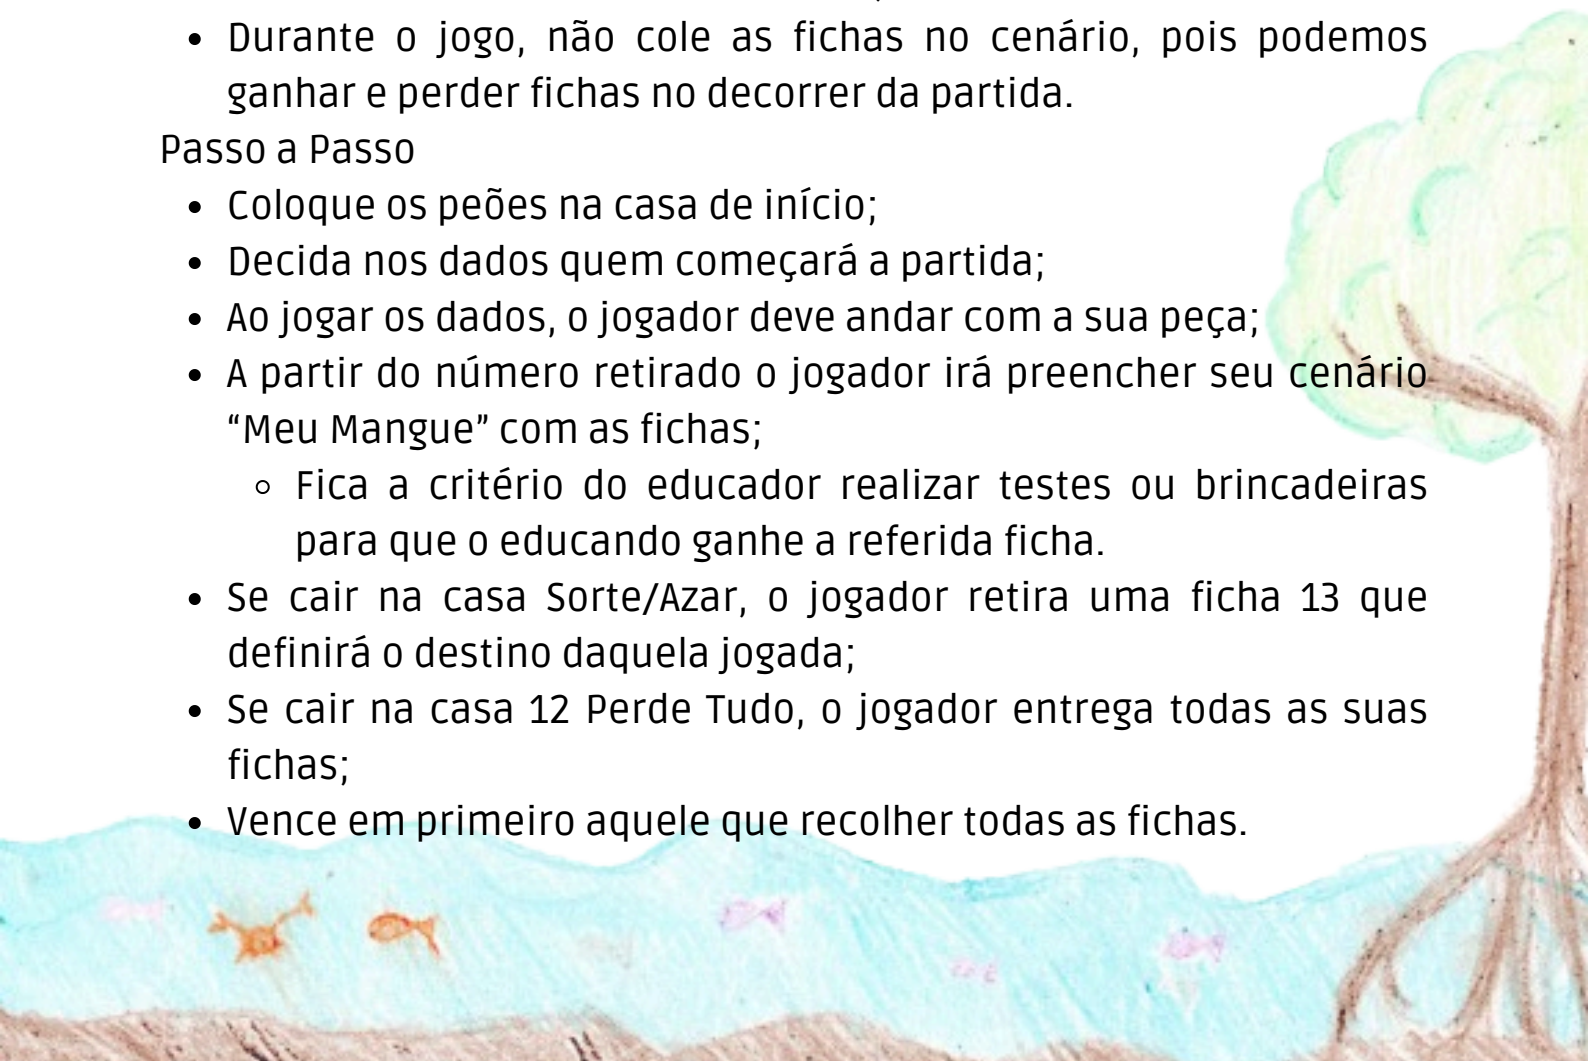 • Durante o jogo, não cole as fichas no cenário, pois podemos
ganhar e perder fichas no decorrer da partida.
Passo a Passo
• Coloque os peões na casa de início;
• Decida nos dados quem começará a partida;
• Ao jogar os dados, o jogador deve andar com a sua peça;
• A partir do número retirado o jogador irá preencher seu cenário
“Meu Mangue” com as fichas;
◦ Fica a critério do educador realizar testes ou brincadeiras
para que o educando ganhe a referida ficha.
• Se cair na casa Sorte/Azar, o jogador retira uma ficha 13 que
definirá o destino daquela jogada;
• Se cair na casa 12 Perde Tudo, o jogador entrega todas as suas
fichas;
• Vence em primeiro aquele que recolher todas as fichas.